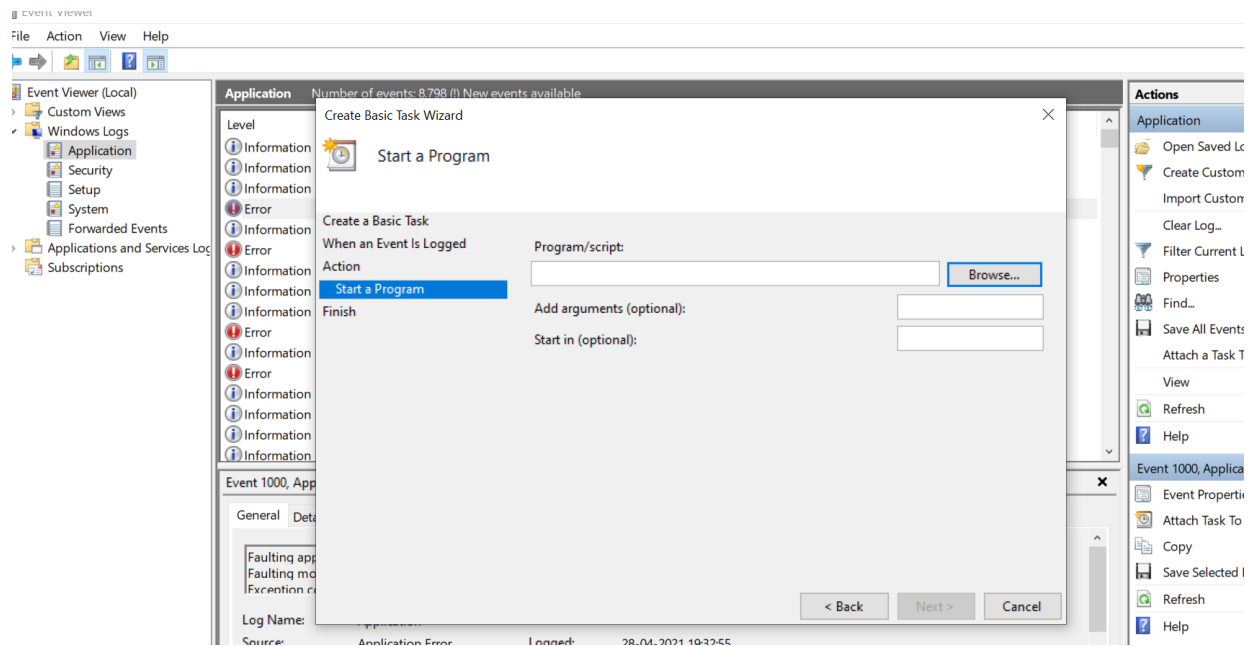 Event Viewer
File Action View Help
Event Viewer (Local)
Custom Views
Windows Logs
Application
Security
Setup
System
Forwarded Events
Applications and Services Log
Subscriptions
Application Number of events: 8,798 (!) New events available
Level
Information
Information
Information
Error
Information
Error
Information
Information
Information
Error
Information
Error
Information
Information
Information
Information
Event 1000, App
General Deta
Faulting app
Faulting mo
Exception co
Log Name: Application
Source: Application Error Logged: 28-04-2021 19:32:55
Create Basic Task Wizard
Start a Program
Create a Basic Task
When an Event Is Logged
Action
Start a Program
Finish
Program/script:
Browse...
Add arguments (optional):
Start in (optional):
< Back Next > Cancel
Actions
Application
Open Saved Lo
Create Custom
Import Custom
Clear Log...
Filter Current L
Properties
Find...
Save All Events
Attach a Task T
View
Refresh
Help
Event 1000, Applica
Event Properti
Attach Task To
Copy
Save Selected
Refresh
Help